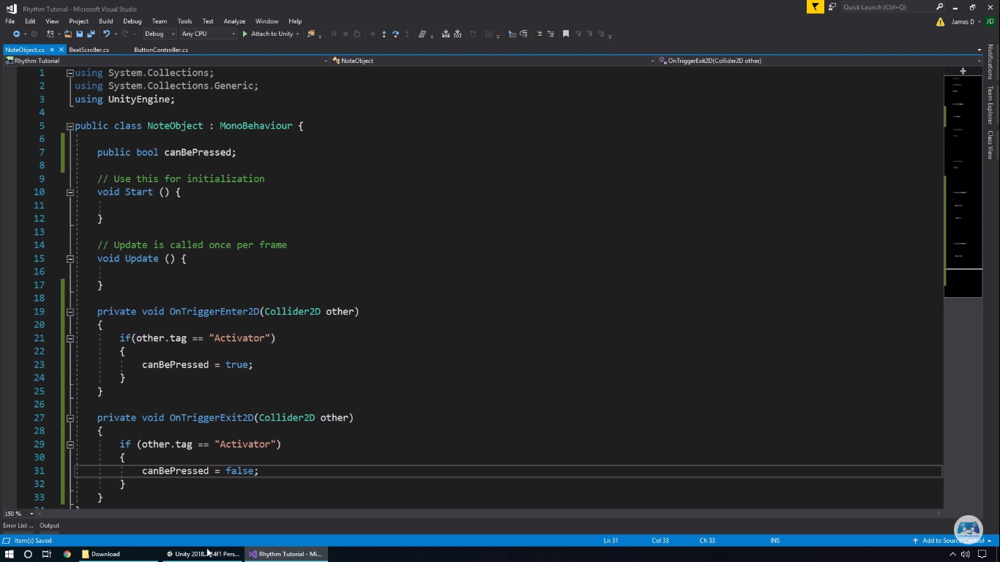 Rhythm Tutorial - Microsoft Visual Studio
Quick Launch (Ctrl+Q)
File Edit View Project Build Debug Team Tools Test Analyze Window Help
James D JD
Debug Any CPU Attach to Unity
NoteObject.cs BeatScroller.cs ButtonController.cs
Rhythm Tutorial NoteObject OnTriggerExit2D(Collider2D other)
Notifications
Team Explorer
Class View
1 using System.Collections;
2 using System.Collections.Generic;
3 using UnityEngine;
4
5 public class NoteObject : MonoBehaviour {
6
7 public bool canBePressed;
8
9 // Use this for initialization
10 void Start () {
11
12 }
13
14 // Update is called once per frame
15 void Update () {
16
17 }
18
19 private void OnTriggerEnter2D(Collider2D other)
20 {
21 if(other.tag == "Activator")
22 {
23 canBePressed = true;
24 }
25 }
26
27 private void OnTriggerExit2D(Collider2D other)
28 {
29 if (other.tag == "Activator")
30 {
31 canBePressed = false;
32 }
33 }
150 %
Error List ... Output
Item(s) Saved Ln 31 Col 33 Ch 33 INS Add to Source Control
Download Unity 2018. 4f1 Pers... Rhythm Tutorial - Mi...